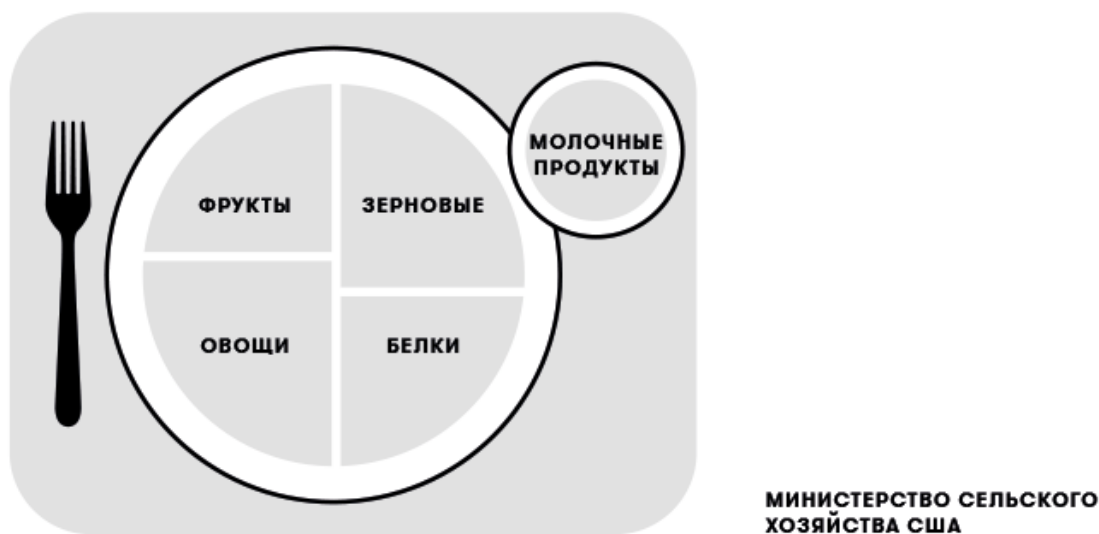 МОЛОЧНЫЕ
ПРОДУКТЫ
ФРУКТЫ
ЗЕРНОВЫЕ
ОВОЩИ
БЕЛКИ
МИНИСТЕРСТВО СЕЛЬСКОГО
ХОЗЯЙСТВА США